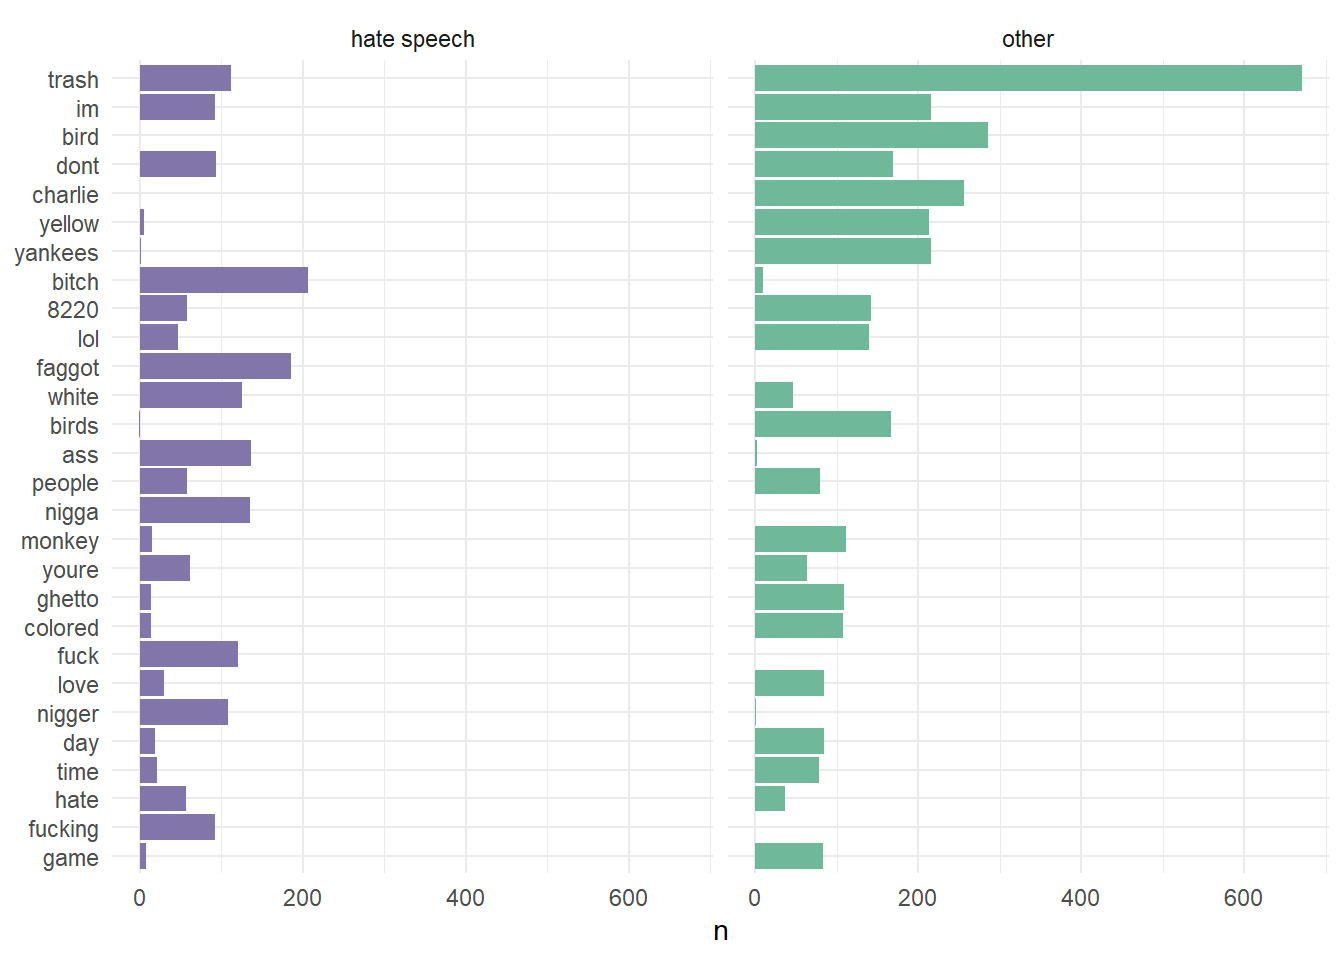 hate speech
other
trash
im
bird
dont
charlie
yellow
yankees
bitch
8220
lol
faggot
white
birds
ass
people
nigga
monkey
youre
ghetto
colored
fuck
love
nigger
day
time
hate
fucking
game
0 200 400 600
0 200 400 600
n